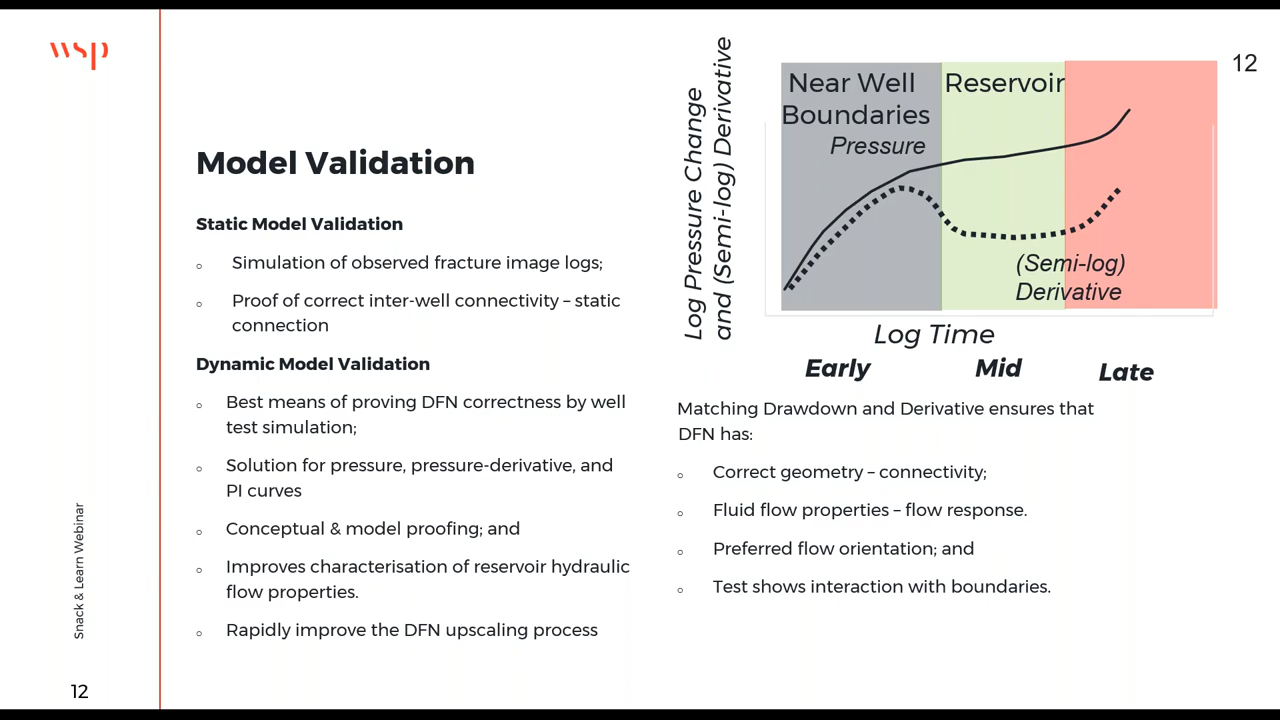 wsp
Model Validation
Static Model Validation
Simulation of observed fracture image logs;
Proof of correct inter-well connectivity – static
connection
Dynamic Model Validation
Best means of proving DFN correctness by well
test simulation;
Solution for pressure, pressure-derivative, and
PI curves
Conceptual & model proofing; and
Improves characterisation of reservoir hydraulic
flow properties.
Rapidly improve the DFN upscaling process
Log Pressure Change
and (Semi-log) Derivative
Near Well
Boundaries
Reservoir
Pressure
(Semi-log)
Derivative
Log Time
Early
Mid
Late
12
Matching Drawdown and Derivative ensures that
DFN has:
Correct geometry – connectivity;
Fluid flow properties – flow response.
Preferred flow orientation; and
Test shows interaction with boundaries.
Snack & Learn Webinar
12